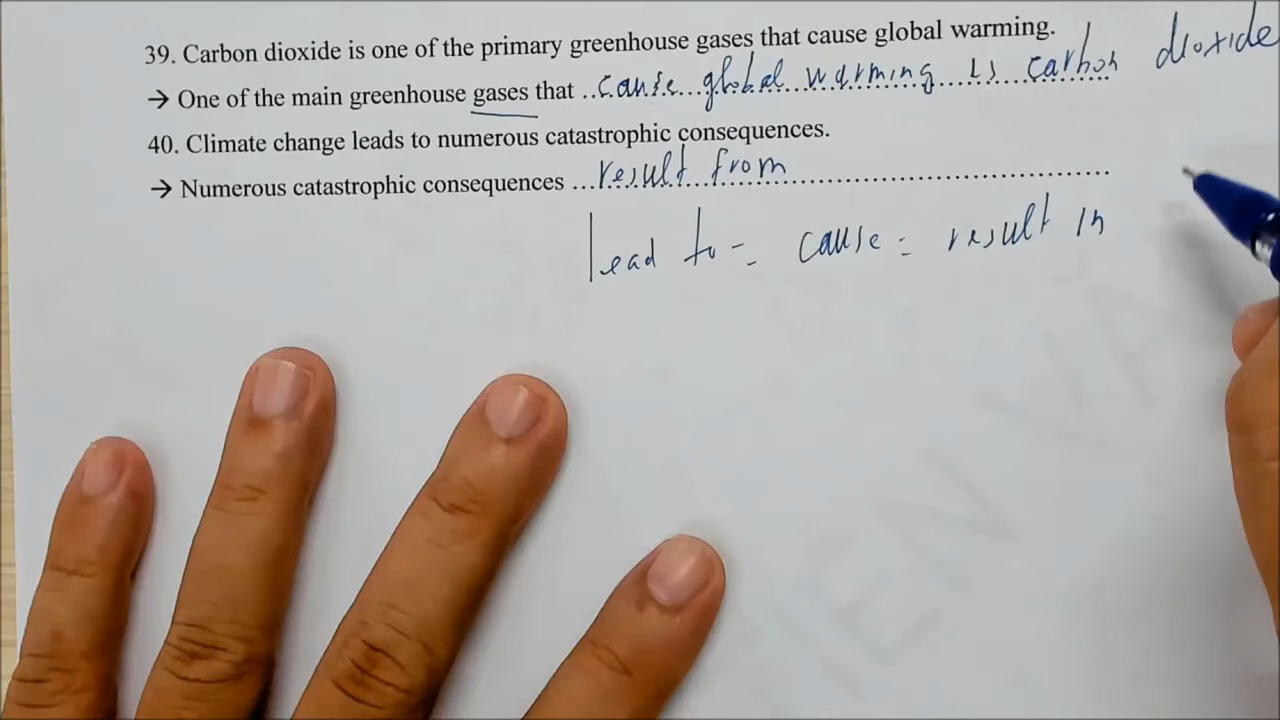 39. Carbon dioxide is one of the primary greenhouse gases that cause global warming.
→ One of the main greenhouse gases that ..cause...global warming is carbon dioxide
40. Climate change leads to numerous catastrophic consequences.
→ Numerous catastrophic consequences ...result from........................................
lead to = cause = result in